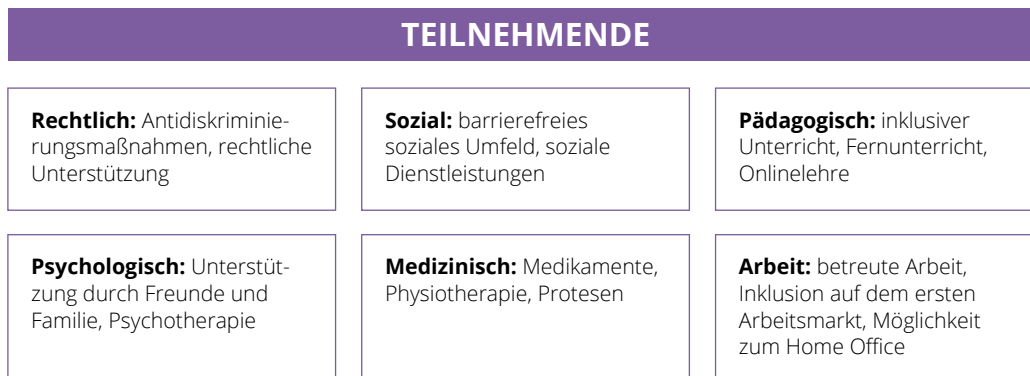 TEILNEHMENDE
Rechtlich: Antidiskriminie-
rungsmaßnahmen, rechtliche
Unterstützung
Sozial: barrierefreies
soziales Umfeld, soziale
Dienstleistungen
Pädagogisch: inklusiver
Unterricht, Fernunterricht,
Onlinelehre
Psychologisch: Unterstüt-
zung durch Freunde und
Familie, Psychotherapie
Medizinisch: Medikamente,
Physiotherapie, Protesen
Arbeit: betreute Arbeit,
Inklusion auf dem ersten
Arbeitsmarkt, Möglichkeit
zum Home Office